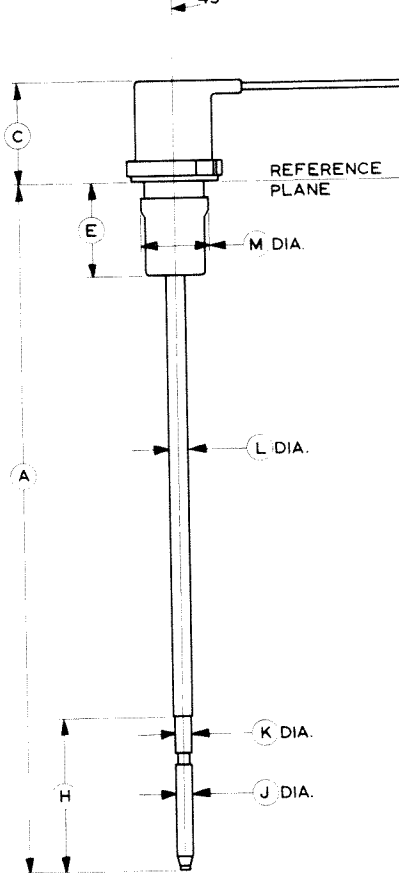 C
REFERENCE
PLANE
E
M DIA.
L DIA.
A
K DIA.
H
J DIA.